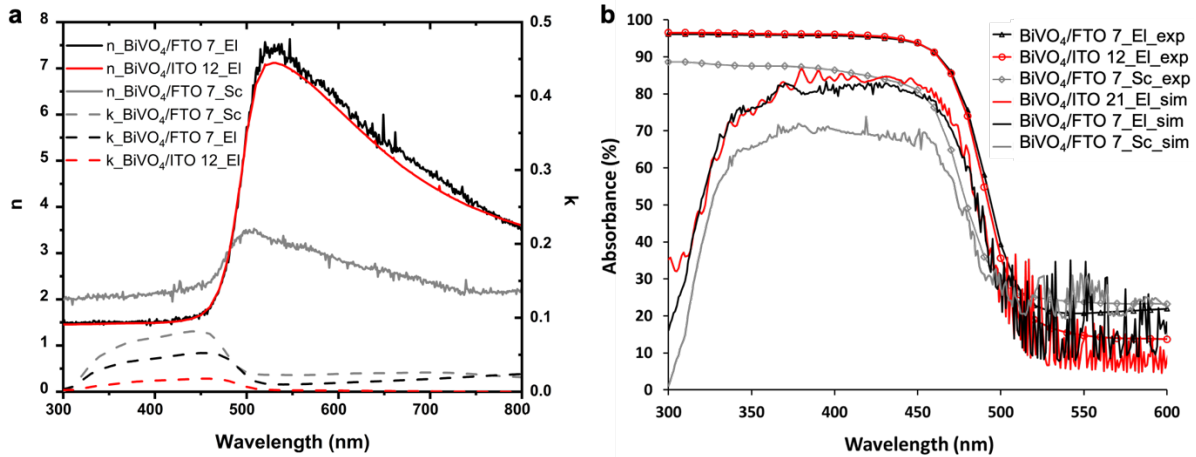 a
8
7
6
5
4
3
2
1
0
n
0.5
0.4
0.3
0.2
0.1
0.0
k
n_BiVO₄/FTO 7_El
n_BiVO₄/ITO 12_El
n_BiVO₄/FTO 7_Sc
k_BiVO₄/FTO 7_Sc
k_BiVO₄/FTO 7_El
k_BiVO₄/ITO 12_El
300 400 500 600 700 800
Wavelength (nm)
b
100
90
80
70
60
50
40
30
20
10
0
Absorbance (%)
BiVO₄/FTO 7_El_exp
BiVO₄/ITO 12_El_exp
BiVO₄/FTO 7_Sc_exp
BiVO₄/ITO 21_El_sim
BiVO₄/FTO 7_El_sim
BiVO₄/FTO 7_Sc_sim
300 350 400 450 500 550 600
Wavelength (nm)